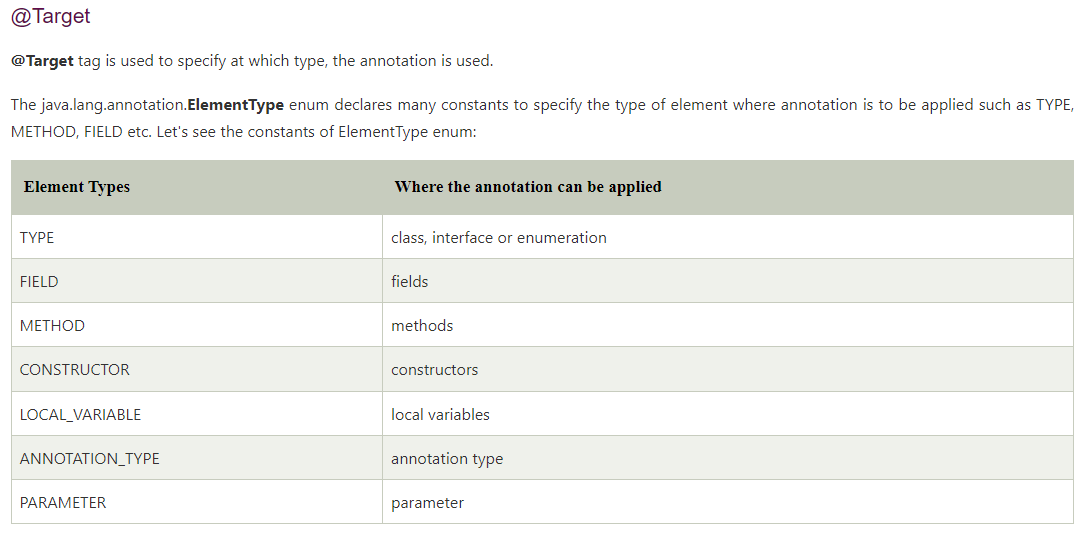 @Target
@Target tag is used to specify at which type, the annotation is used.
The java.lang.annotation.ElementType enum declares many constants to specify the type of element where annotation is to be applied such as TYPE,
METHOD, FIELD etc. Let's see the constants of ElementType enum:
Element Types Where the annotation can be applied
TYPE class, interface or enumeration
FIELD fields
METHOD methods
CONSTRUCTOR constructors
LOCAL_VARIABLE local variables
ANNOTATION_TYPE annotation type
PARAMETER parameter